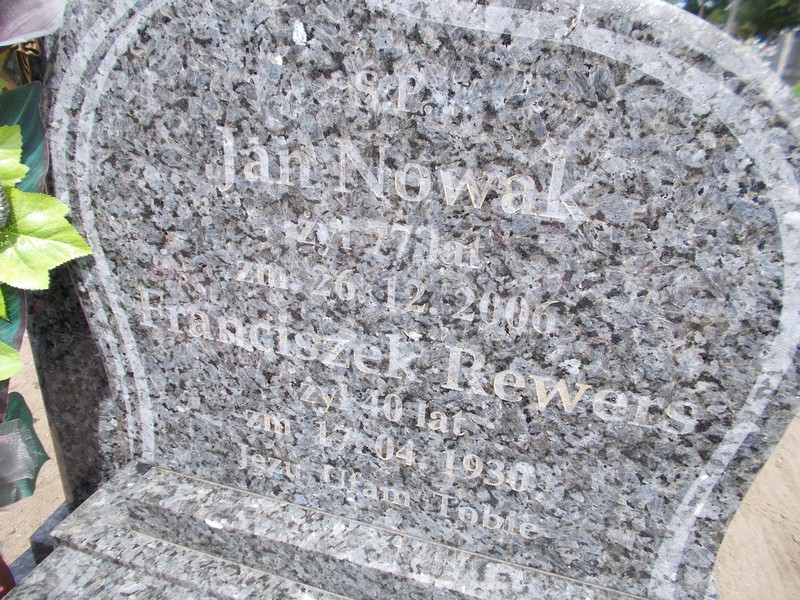 Ś.P.
Jan Nowak
żył 77 lat
zm. 26. 12. 2006
Franciszek Rewers
żył 40 lat
zm. 17. 04. 1930
Jezu Ufam Tobie